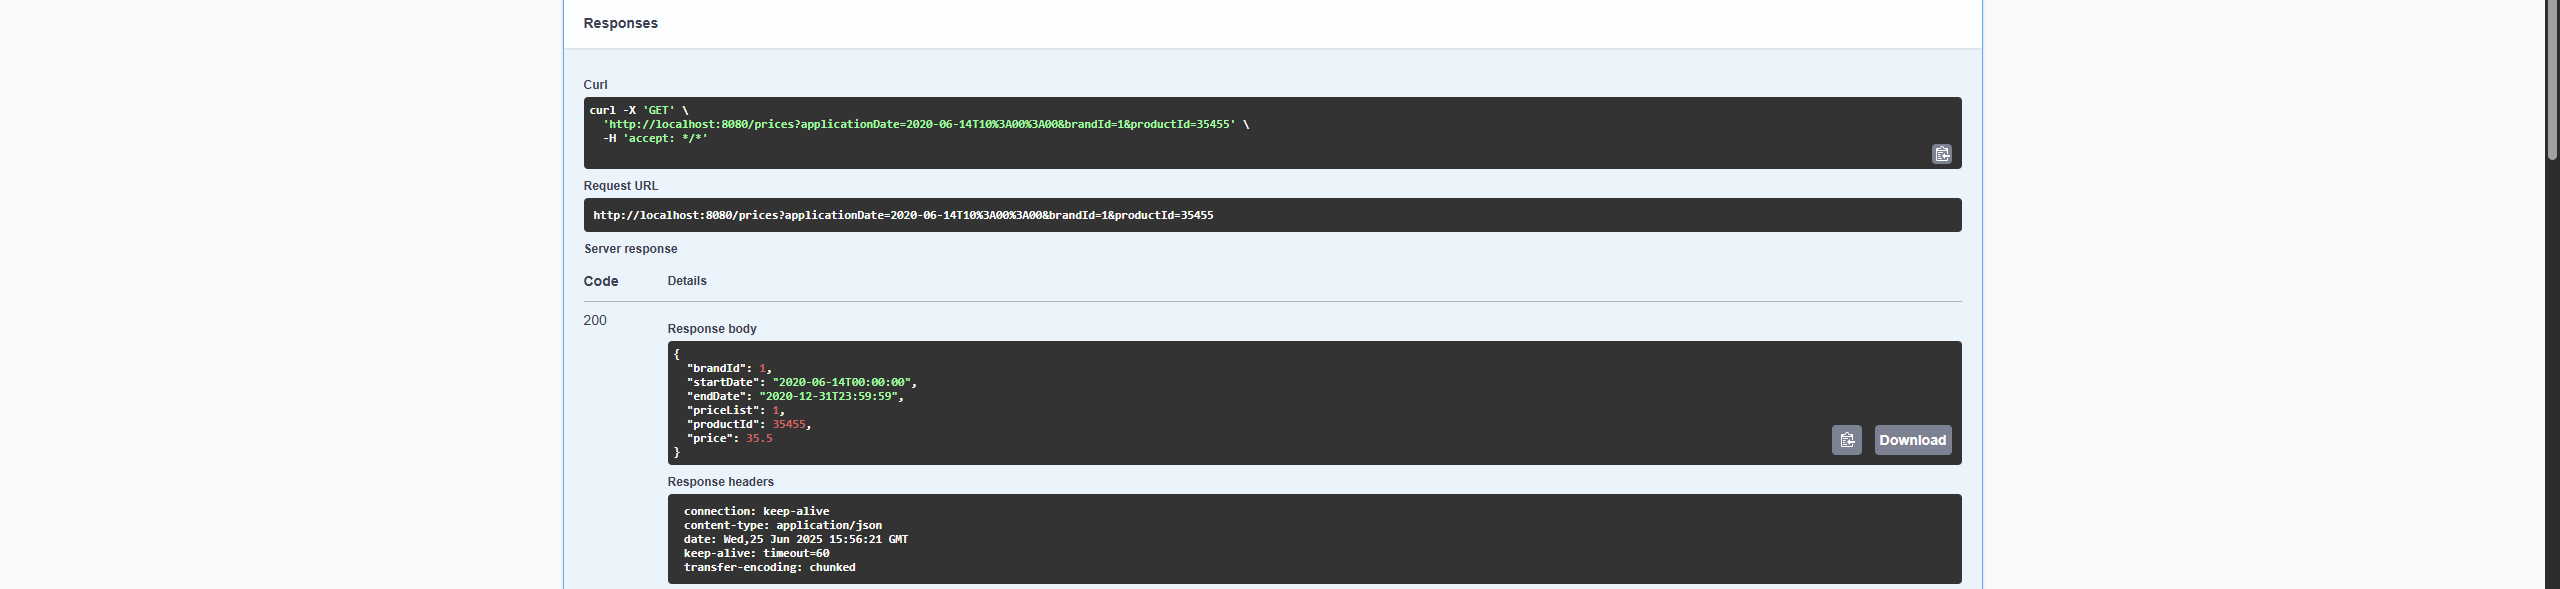 Responses
Curl
curl -X 'GET' \
  'http://localhost:8080/prices?applicationDate=2020-06-14T10%3A00%3A00&brandId=1&productId=35455' \
  -H 'accept: */*'
Request URL
http://localhost:8080/prices?applicationDate=2020-06-14T10%3A00%3A00&brandId=1&productId=35455
Server response
Code Details
200
Response body
{
  "brandId": 1,
  "startDate": "2020-06-14T00:00:00",
  "endDate": "2020-12-31T23:59:59",
  "priceList": 1,
  "productId": 35455,
  "price": 35.5
}
Download
Response headers
connection: keep-alive
content-type: application/json
date: Wed,25 Jun 2025 15:56:21 GMT
keep-alive: timeout=60
transfer-encoding: chunked